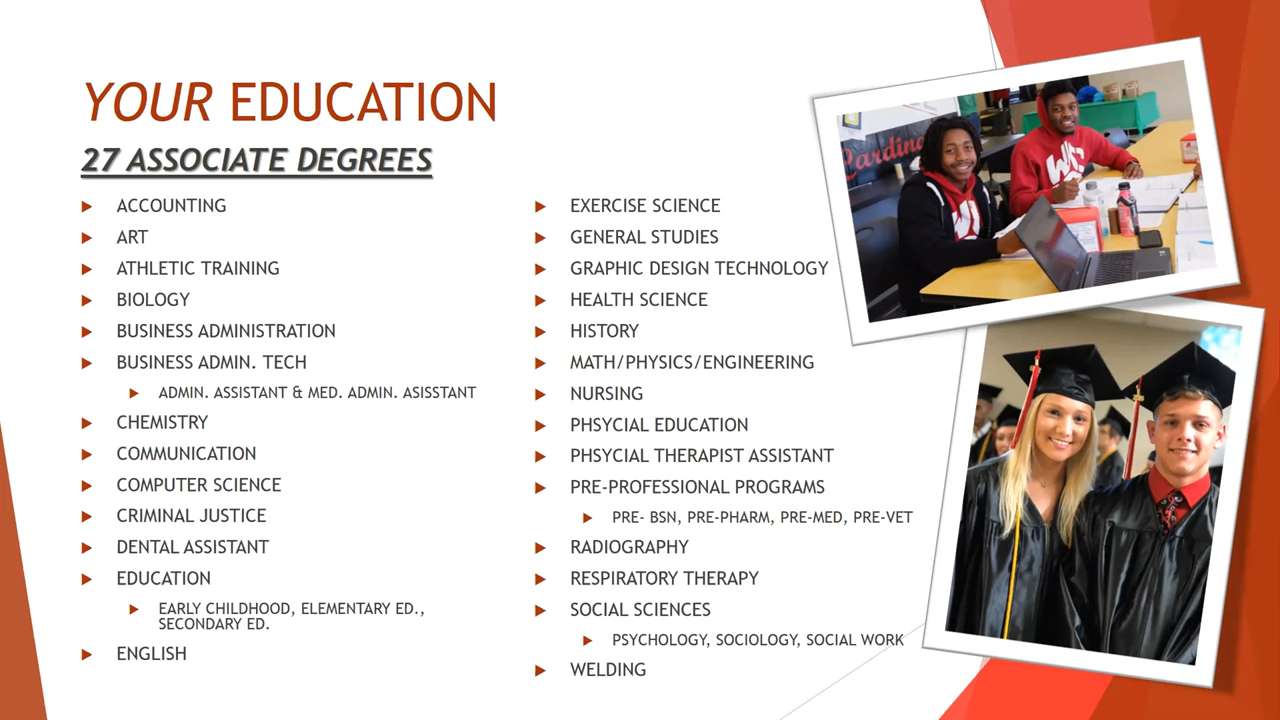 YOUR EDUCATION
27 ASSOCIATE DEGREES
ACCOUNTING
ART
ATHLETIC TRAINING
BIOLOGY
BUSINESS ADMINISTRATION
BUSINESS ADMIN. TECH
ADMIN. ASSISTANT & MED. ADMIN. ASISSTANT
CHEMISTRY
COMMUNICATION
COMPUTER SCIENCE
CRIMINAL JUSTICE
DENTAL ASSISTANT
EDUCATION
EARLY CHILDHOOD, ELEMENTARY ED.,
SECONDARY ED.
ENGLISH
EXERCISE SCIENCE
GENERAL STUDIES
GRAPHIC DESIGN TECHNOLOGY
HEALTH SCIENCE
HISTORY
MATH/PHYSICS/ENGINEERING
NURSING
PHSYCIAL EDUCATION
PHSYCIAL THERAPIST ASSISTANT
PRE-PROFESSIONAL PROGRAMS
PRE- BSN, PRE-PHARM, PRE-MED, PRE-VET
RADIOGRAPHY
RESPIRATORY THERAPY
SOCIAL SCIENCES
PSYCHOLOGY, SOCIOLOGY, SOCIAL WORK
WELDING